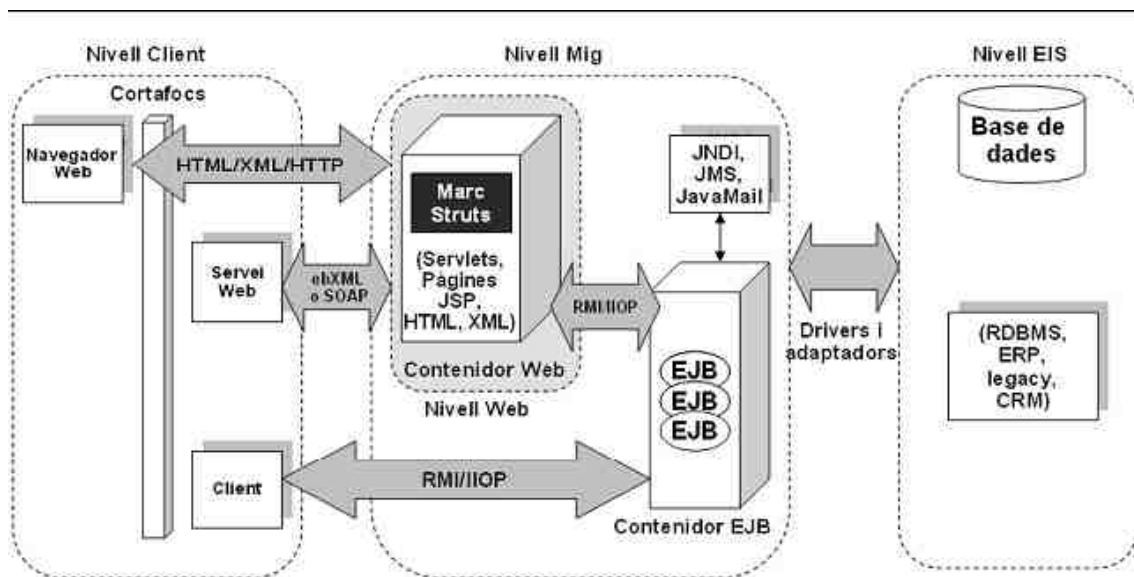 Nivell Client
Nivell Mig
Nivell EIS
Cortafocs
Navegador
Web
HTML/XML/HTTP
Marc
Struts
(Servlets,
Pàgines
JSP,
HTML, XML)
JNDI,
JMS,
JavaMail
Base de
dades
Servei
Web
ebXML
o SOAP
RMI/IIOP
Drivers i
adaptadors
Contenidor Web
Nivell Web
EJB
EJB
EJB
(RDBMS,
ERP,
legacy,
CRM)
Client
RMI/IIOP
Contenidor EJB